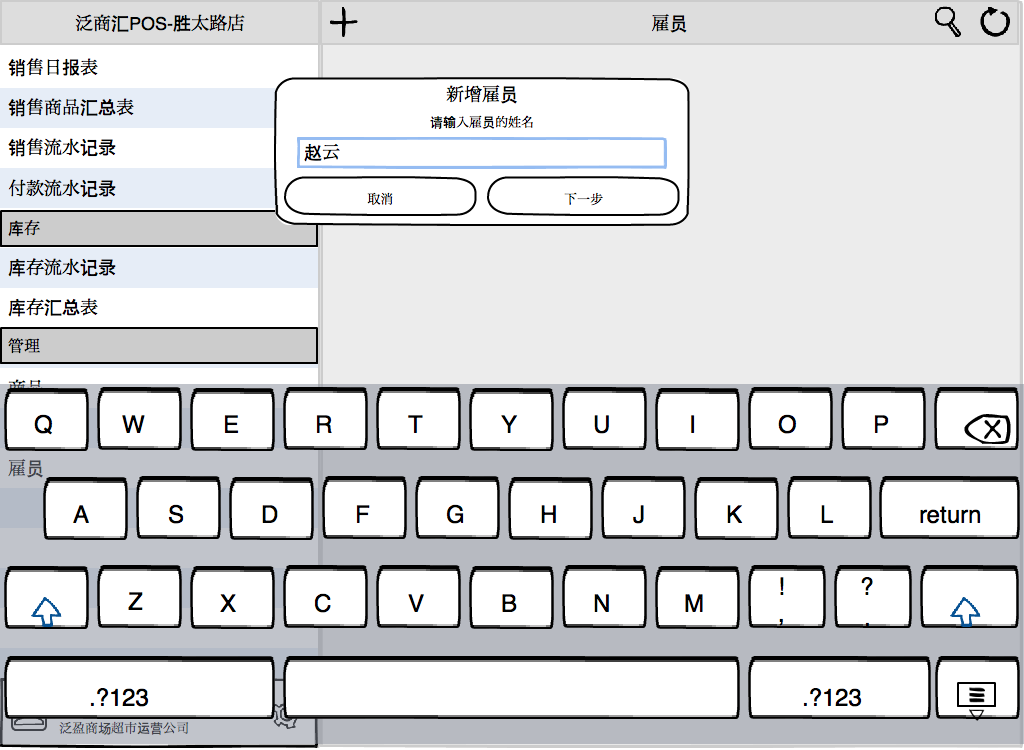 泛商汇POS-胜太路店
雇员
销售日报表
销售商品汇总表
销售流水记录
付款流水记录
库存
库存流水记录
库存汇总表
管理
商品
雇员
新增雇员
请输入雇员的姓名
赵云
取消 下一步
Q W E R T Y U I O P
A S D F G H J K L return
Z X C V B N M ! , ? .
.?123 .?123
泛盈商场超市运营公司